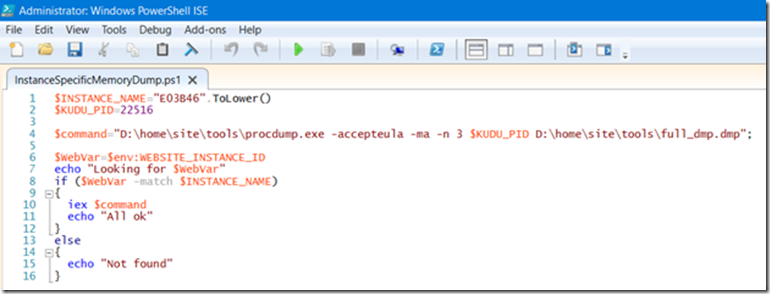 Administrator: Windows PowerShell ISE
File Edit View Tools Debug Add-ons Help
InstanceSpecificMemoryDump.ps1 X
1 $INSTANCE_NAME="E03B46".ToLower()
2 $KUDU_PID=22516
3
4 $command="D:\home\site\tools\procdump.exe -accepteula -ma -n 3 $KUDU_PID D:\home\site\tools\full_dmp.dmp";
5
6 $WebVar=$env:WEBSITE_INSTANCE_ID
7 echo "Looking for $WebVar"
8 if ($WebVar -match $INSTANCE_NAME)
9 {
10 iex $command
11 echo "All ok"
12 }
13 else
14 {
15 echo "Not found"
16 }